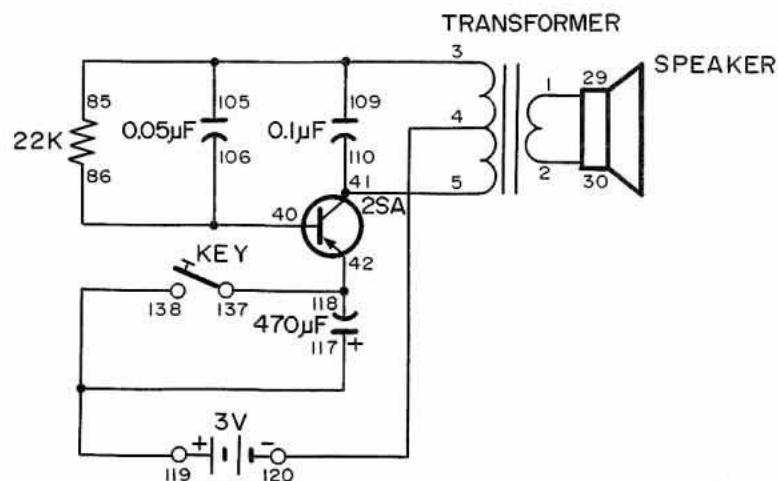 TRANSFORMER
SPEAKER
3
4
5
1
2
29
30
85
86
22K
105
0.05µF
106
109
0.1µF
110
41
40
2SA
42
KEY
138
137
118
470µF
117
+
3V
+
-
119
120